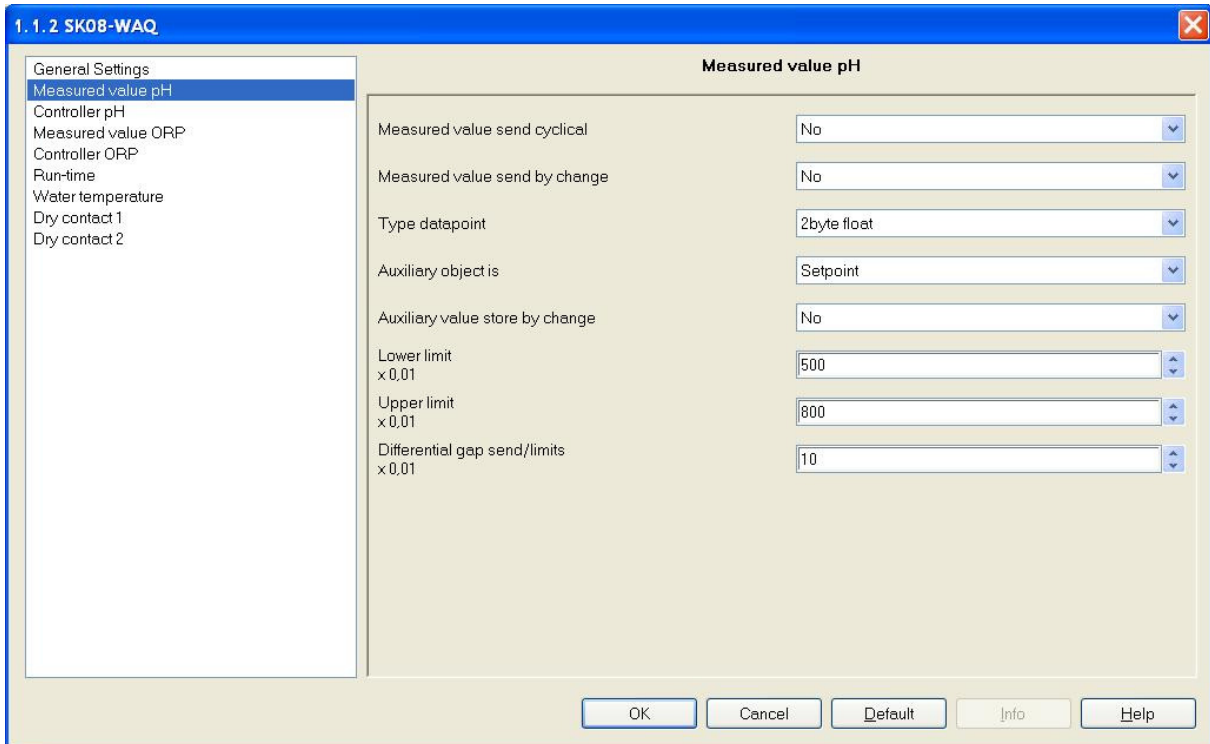 1.1.2 SK08-WAQ
General Settings
Measured value pH
Controller pH
Measured value ORP
Controller ORP
Run-time
Water temperature
Dry contact 1
Dry contact 2
Measured value pH
Measured value send cyclical No
Measured value send by change No
Type datapoint 2byte float
Auxiliary object is Setpoint
Auxiliary value store by change No
Lower limit
x 0,01
500
Upper limit
x 0,01
800
Differential gap send/limits
x 0,01
10
OK Cancel Default Info Help